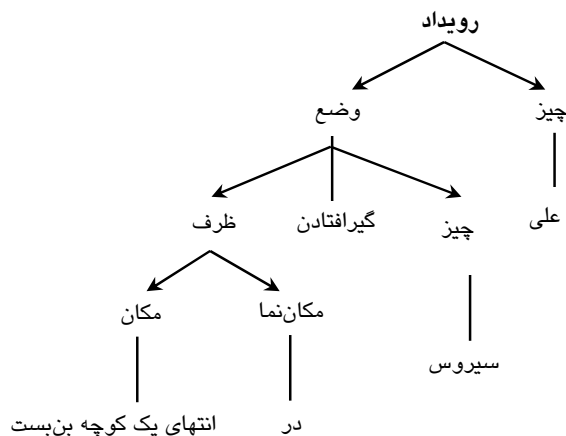 رویداد
چیز
وضع
علی
چیز
گیرافتادن
ظرف
مکان‌نما
مکان
سیروس
در
انتهای یک کوچه بن‌بست